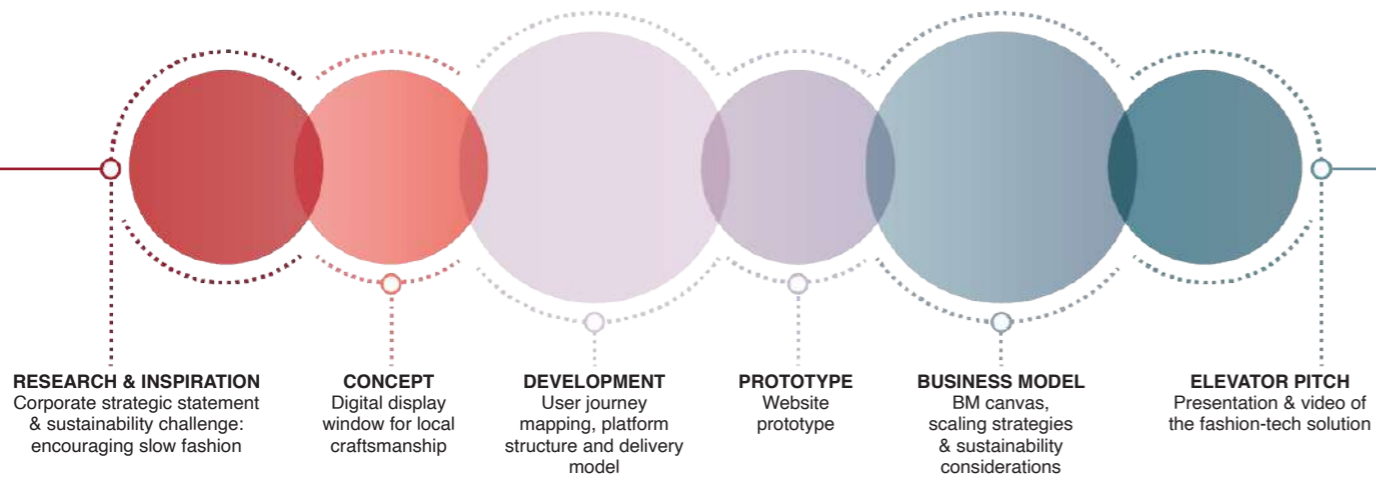 RESEARCH & INSPIRATION
Corporate strategic statement
& sustainability challenge:
encouraging slow fashion
CONCEPT
Digital display
window for local
craftsmanship
DEVELOPMENT
User journey
mapping, platform
structure and delivery
model
PROTOTYPE
Website
prototype
BUSINESS MODEL
BM canvas,
scaling strategies
& sustainability
considerations
ELEVATOR PITCH
Presentation & video of
the fashion-tech solution